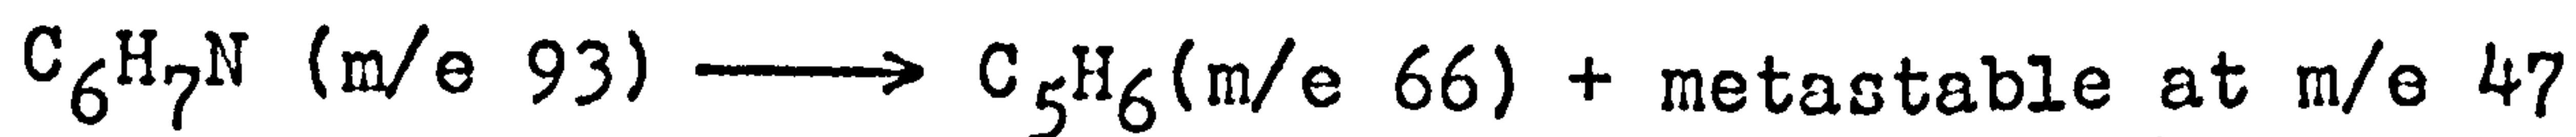 C₆H₇N (m/e 93) ⟶ C₅H₆(m/e 66) + metastable at m/e 47